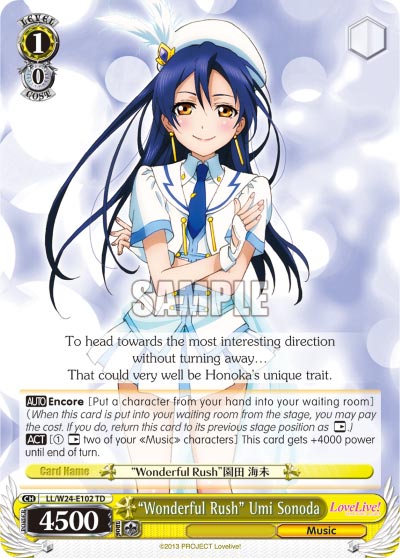 LEVEL
1
0
COST
SAMPLE
To head towards the most interesting direction
without turning away…
That could very well be Honoka's unique trait.
AUTO Encore [Put a character from your hand into your waiting room]
(When this card is put into your waiting room from the stage, you may
pay the cost. If you do, return this card to its previous stage position as .)
ACT [① two of your «Music» characters] This card gets +4000 power
until end of turn.
Card Name "Wonderful Rush"園田 海未
CH LL/W24-E102 TD
POWER 4500
"Wonderful Rush" Umi Sonoda LoveLive!
Music
©2013 PROJECT Lovelive!